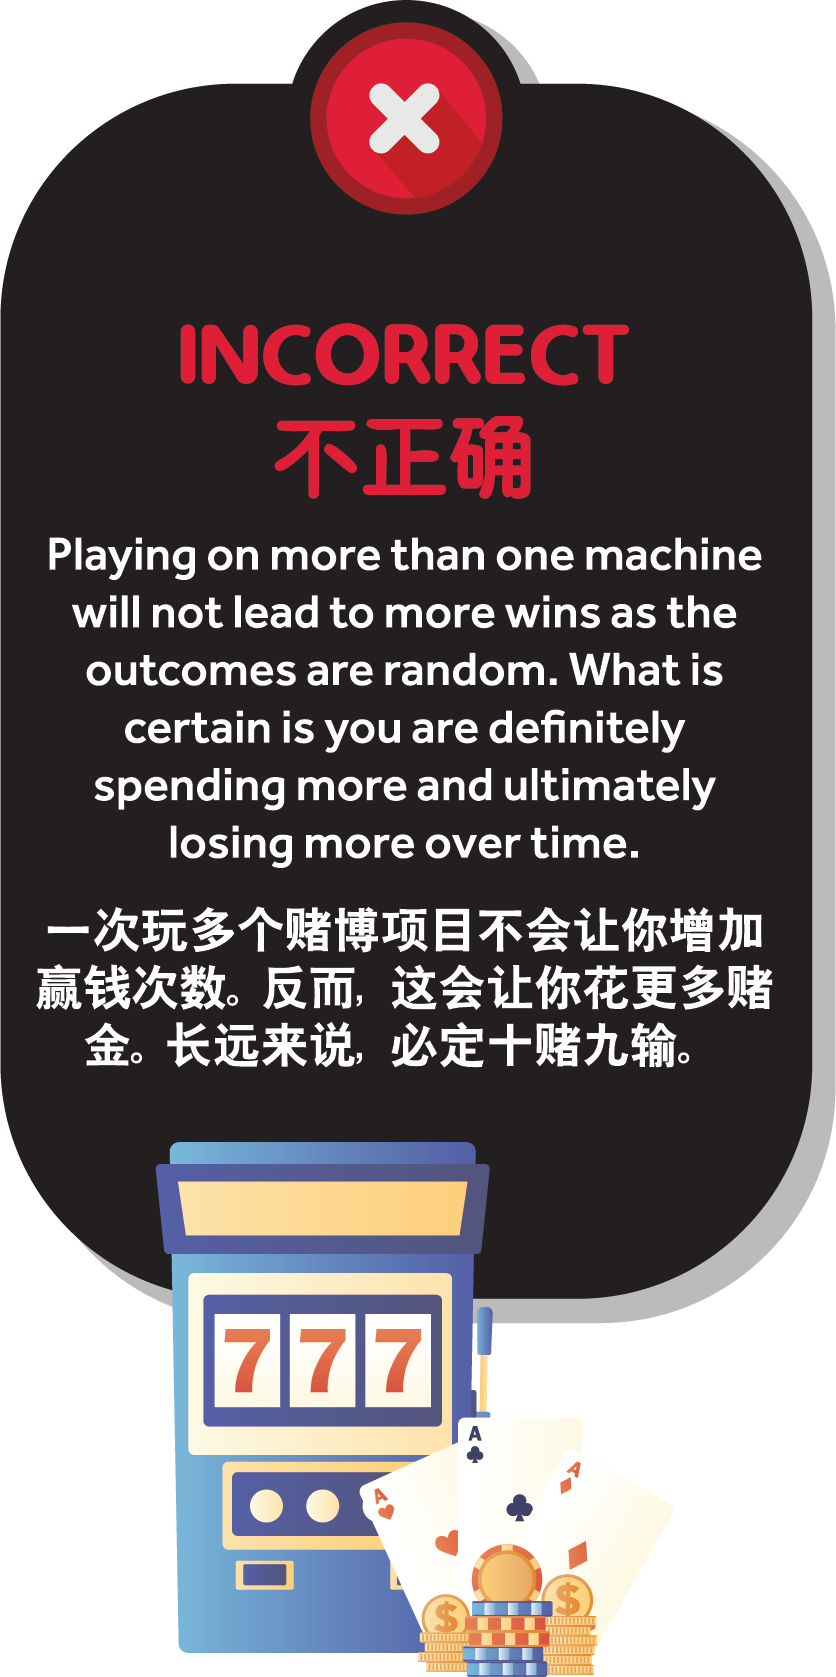 INCORRECT
不正确
Playing on more than one machine
will not lead to more wins as the
outcomes are random. What is
certain is you are definitely
spending more and ultimately
losing more over time.
一次玩多个赌博项目不会让你增加
赢钱次数。反而，这会让你花更多赌
金。长远来说，必定十赌九输。
777
A
A
A
$
$